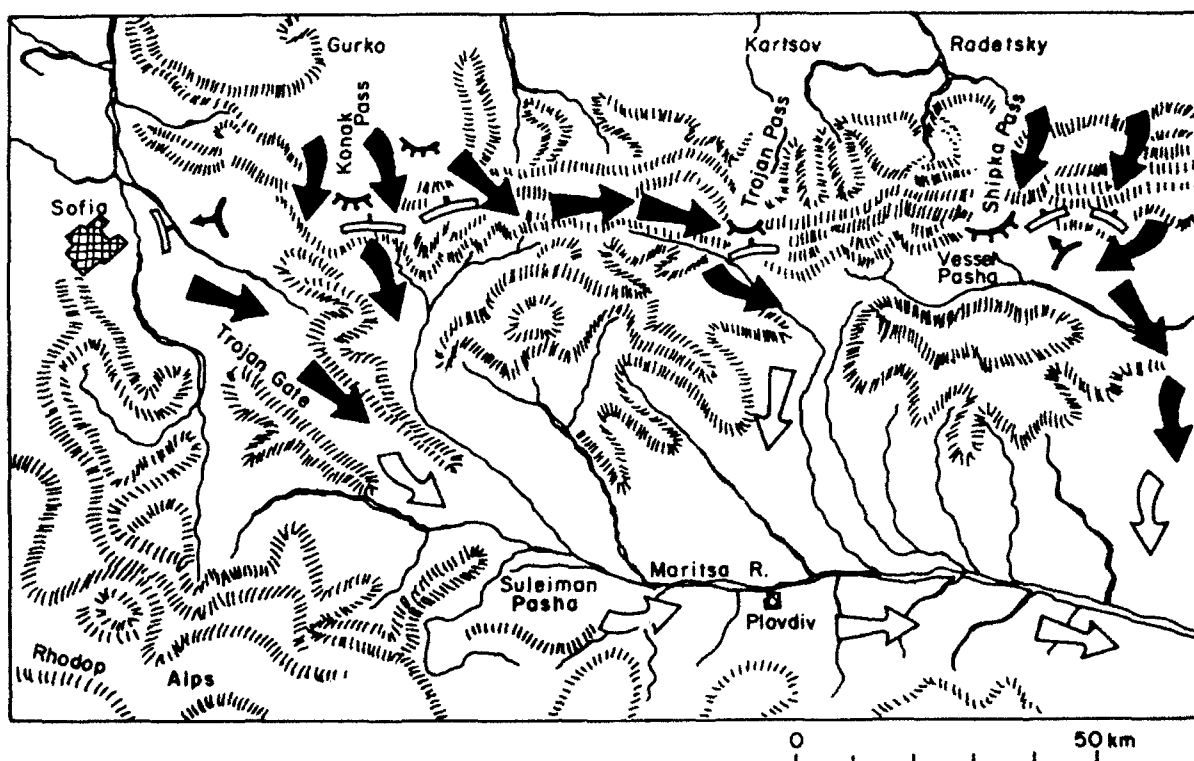 Gurko
Kartsov
Radetsky
Konak
Pass
Trojan Pass
Shipka Pass
Sofia
Vessel
Pasha
Trojan Gate
Suleiman
Pasha
Maritsa R.
Plovdiv
Rhodop
Alps
0 50 km